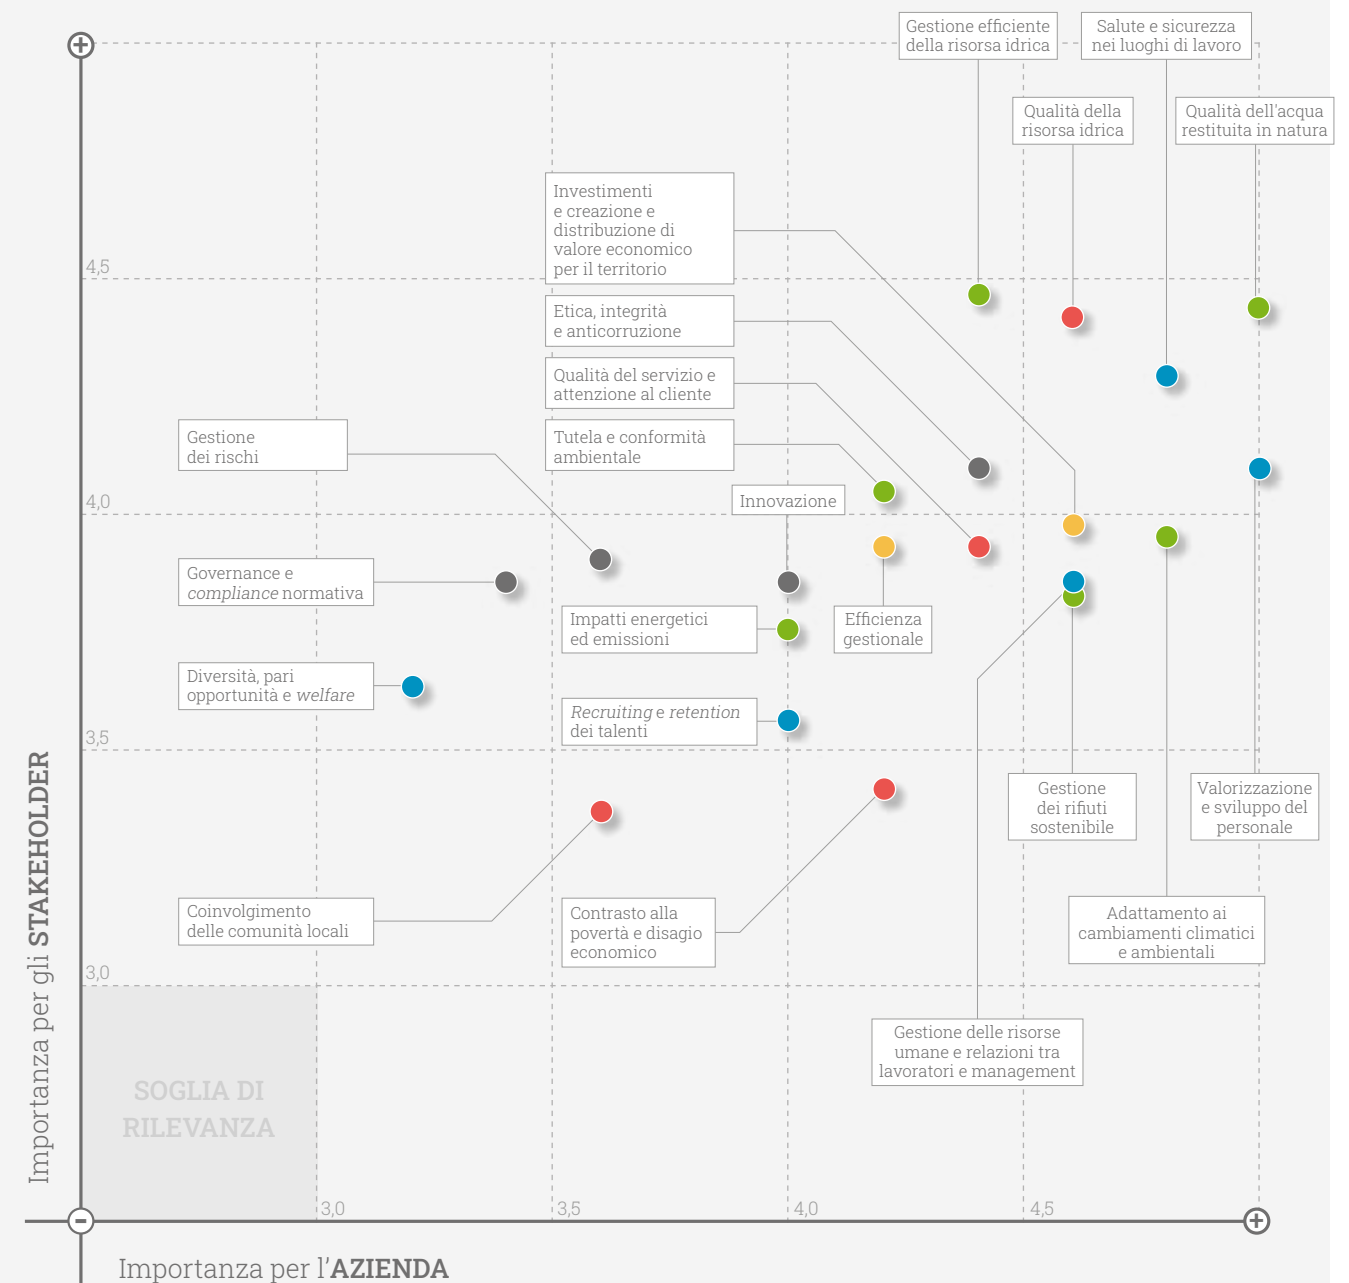 Gestione efficiente
della risorsa idrica
Salute e sicurezza
nei luoghi di lavoro
Qualità della
risorsa idrica
Qualità dell'acqua
restituita in natura
Investimenti
e creazione e
distribuzione di
valore economico
per il territorio
4,5
Etica, integrità
e anticorruzione
Qualità del servizio e
attenzione al cliente
Gestione
dei rischi
Tutela e conformità
ambientale
4,0
Innovazione
Governance e
compliance normativa
Impatti energetici
ed emissioni
Efficienza
gestionale
Diversità, pari
opportunità e welfare
Recruiting e retention
dei talenti
3,5
Gestione
dei rifiuti
sostenibile
Valorizzazione
e sviluppo del
personale
Coinvolgimento
delle comunità locali
Contrasto alla
povertà e disagio
economico
Adattamento ai
cambiamenti climatici
e ambientali
3,0
Gestione delle risorse
umane e relazioni tra
lavoratori e management
SOGLIA DI
RILEVANZA
Importanza per gli STAKEHOLDER
3,0
3,5
4,0
4,5
Importanza per l'AZIENDA